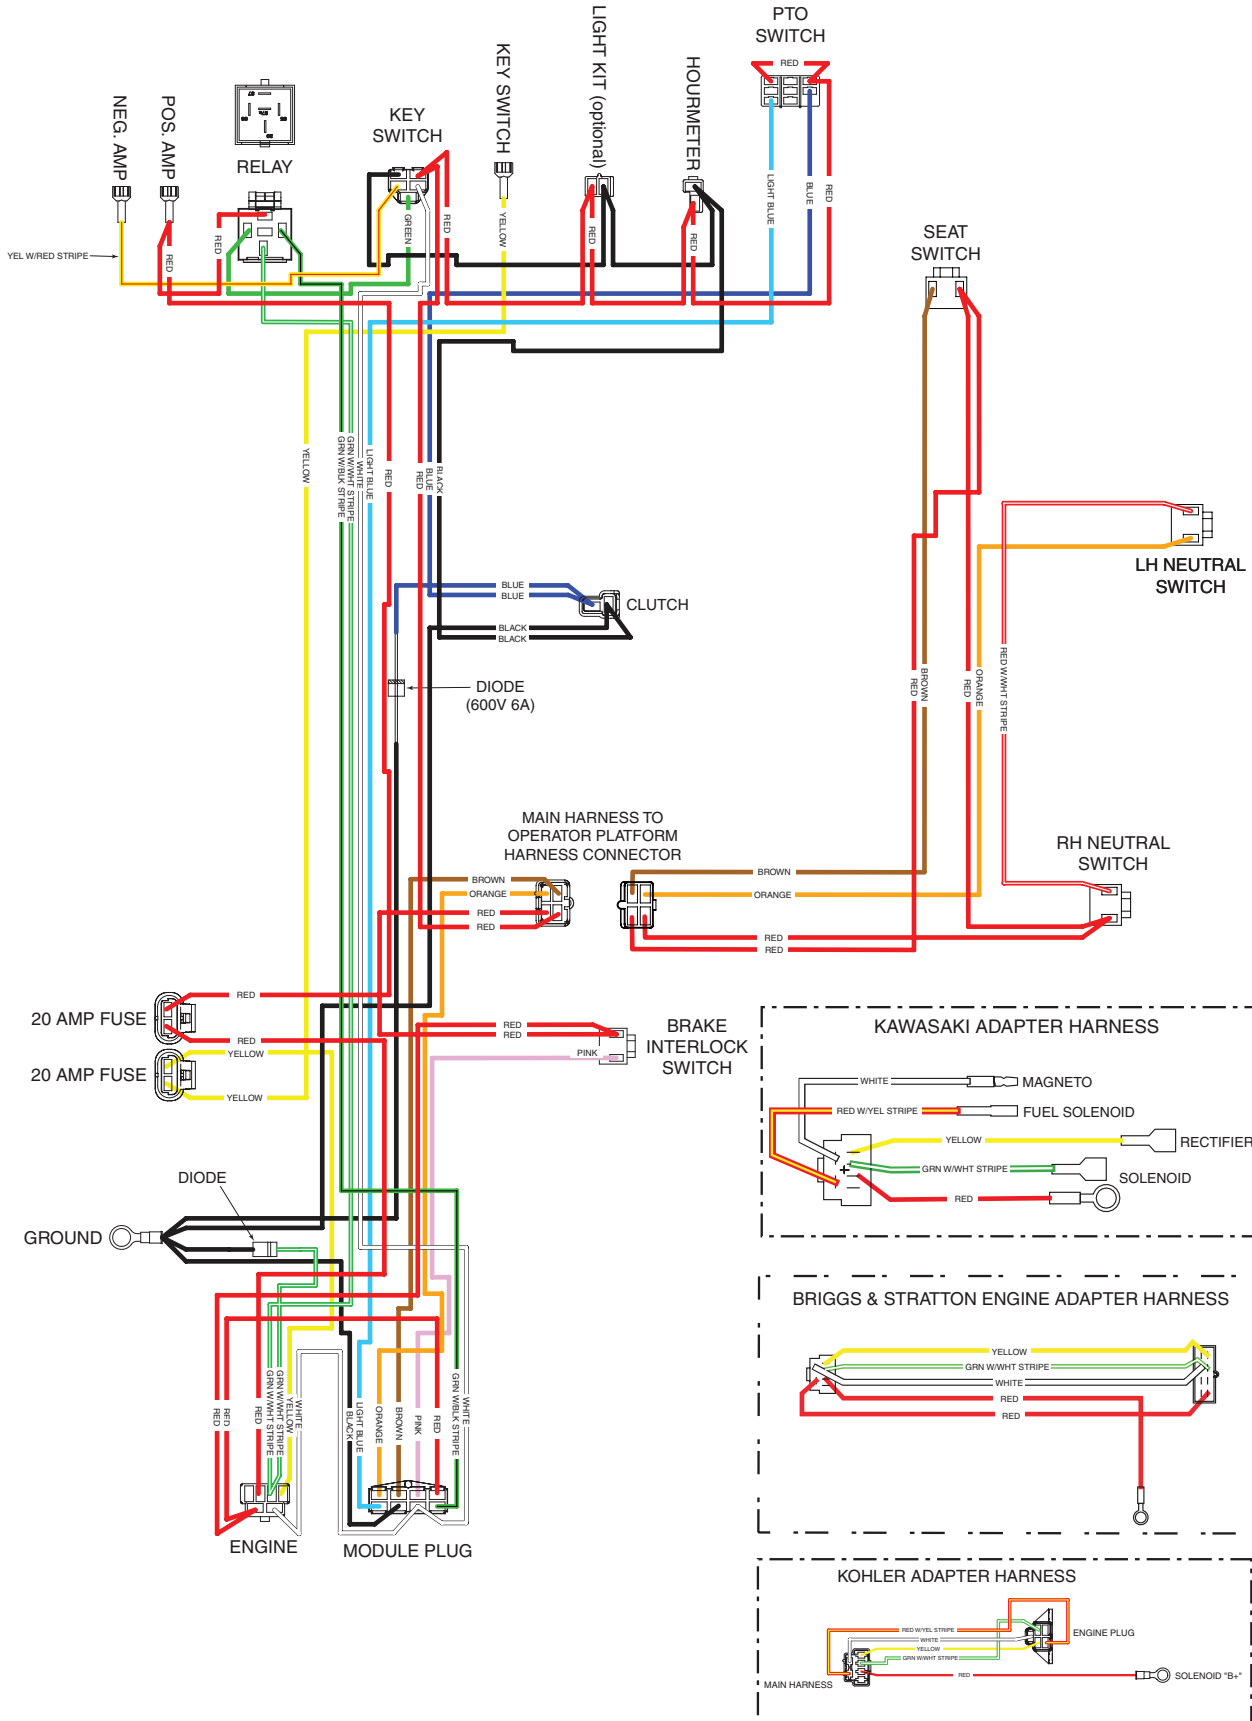 PTO
SWITCH
RED
LIGHT KIT (optional)
KEY SWITCH
HOURMETER
NEG. AMP
POS. AMP
KEY
SWITCH
RELAY
YEL W/RED STRIPE
RED
RED
GREEN
RED
YELLOW
RED
RED
LIGHT BLUE
BLUE
RED
SEAT
SWITCH
YELLOW
GRN W/BLK STRIPE
GRN W/WHT STRIPE
WHITE
LIGHT BLUE
RED
RED
BLUE
BLACK
LH NEUTRAL
SWITCH
BLUE
BLUE
CLUTCH
BLACK
BLACK
DIODE
(600V 6A)
RED
BROWN
RED
ORANGE
RED W/WHT STRIPE
MAIN HARNESS TO
OPERATOR PLATFORM
HARNESS CONNECTOR
RH NEUTRAL
SWITCH
BROWN
ORANGE
RED
RED
BROWN
ORANGE
RED
RED
20 AMP FUSE
RED
RED
20 AMP FUSE
YELLOW
YELLOW
RED
RED
PINK
BRAKE
INTERLOCK
SWITCH
KAWASAKI ADAPTER HARNESS
WHITE
MAGNETO
RED W/YEL STRIPE
FUEL SOLENOID
YELLOW
RECTIFIER
GRN W/WHT STRIPE
SOLENOID
RED
DIODE
GROUND
BRIGGS & STRATTON ENGINE ADAPTER HARNESS
YELLOW
GRN W/WHT STRIPE
WHITE
RED
RED
RED
RED
RED
GRN W/WHT STRIPE
GRN W/WHT STRIPE
YELLOW
WHITE
BLACK
LIGHT BLUE
ORANGE
BROWN
PINK
RED
GRN W/BLK STRIPE
WHITE
ENGINE
MODULE PLUG
KOHLER ADAPTER HARNESS
RED W/YEL STRIPE
WHITE
YELLOW
GRN W/WHT STRIPE
RED
ENGINE PLUG
MAIN HARNESS
SOLENOID "B+"